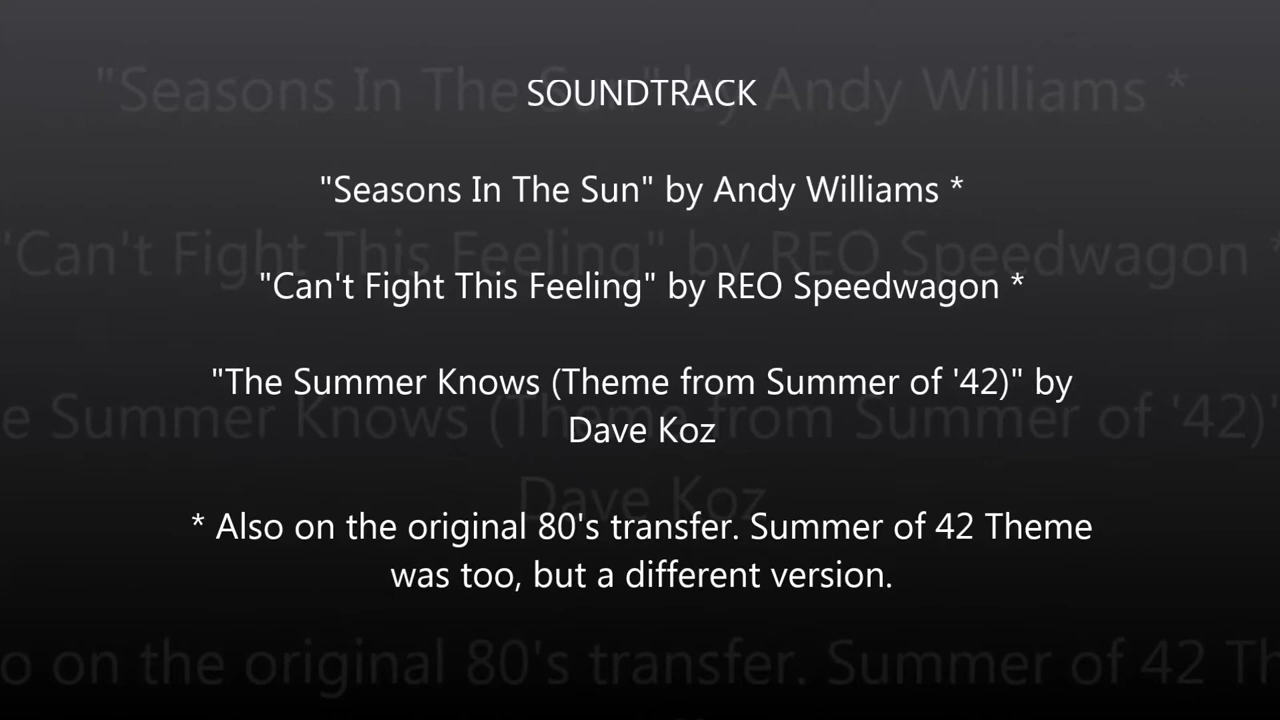 SOUNDTRACK
"Seasons In The Sun" by Andy Williams *
"Can't Fight This Feeling" by REO Speedwagon *
"The Summer Knows (Theme from Summer of '42)" by
Dave Koz
* Also on the original 80's transfer. Summer of 42 Theme
was too, but a different version.